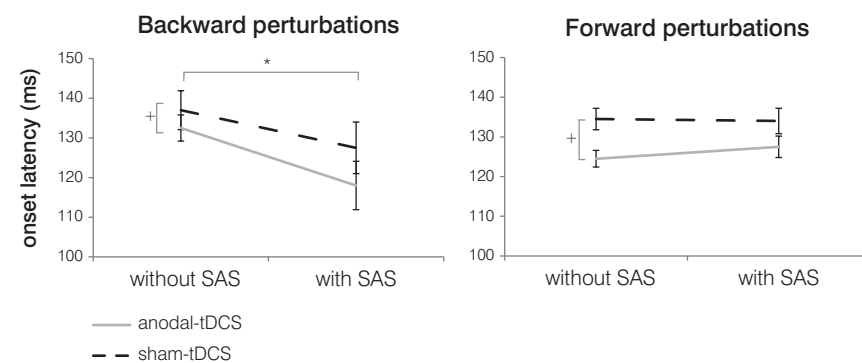 Backward perturbations
onset latency (ms)
150
140
130
120
110
100
*
+
without SAS
with SAS
Forward perturbations
150
140
130
120
110
100
+
without SAS
with SAS
anodal-tDCS
sham-tDCS